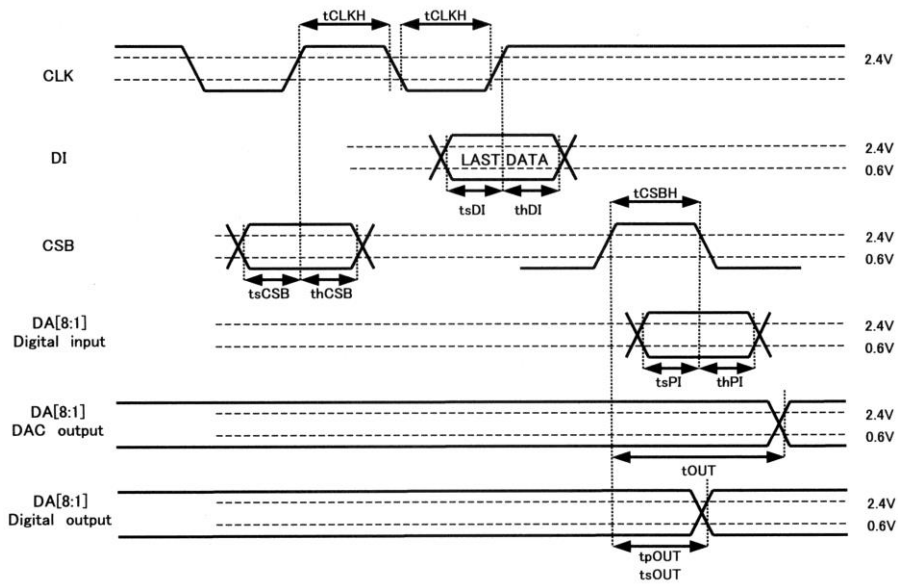 tCLKH tCLKH
CLK
2.4V
DI
LAST DATA
2.4V
0.6V
tsDI thDI
tCSBH
CSB
2.4V
0.6V
tsCSB thCSB
DA[8:1]
Digital input
2.4V
0.6V
tsPI thPI
DA[8:1]
DAC output
2.4V
0.6V
tOUT
DA[8:1]
Digital output
2.4V
0.6V
tpOUT
tsOUT